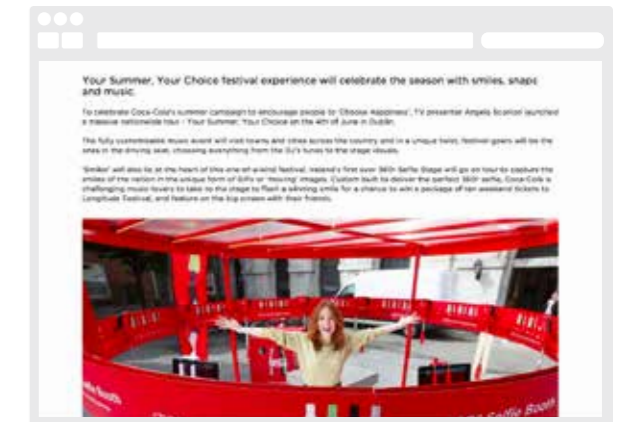 Your Summer, Your Choice festival experience will celebrate the season with smiles, snaps
and music.
To celebrate Coca-Cola's summer campaign to encourage people to 'Choose Happiness', TV presenter Angela Scanlon launched
a massive nationwide tour - Your Summer, Your Choice on the 4th of June in Dublin.
The fully customisable music event will visit towns and cities across the country and in a unique twist, festival-goers will be the
ones in the driving seat, choosing everything from the DJ's tunes to the stage visuals.
'Smiles' will also be at the heart of this one-of-a-kind festival. Ireland's first ever 360° Selfie Stage will go on tour to capture the
smiles of the nation in the unique form of GIFs or 'moving' images. Custom built to deliver the perfect 360° selfie, Coca-Cola is
challenging music lovers to take to the stage to flash a winning smile for a chance to win a package of ten weekend tickets to
Longitude Festival, and feature on the big screen with their friends.
Booth
Selfie Booth